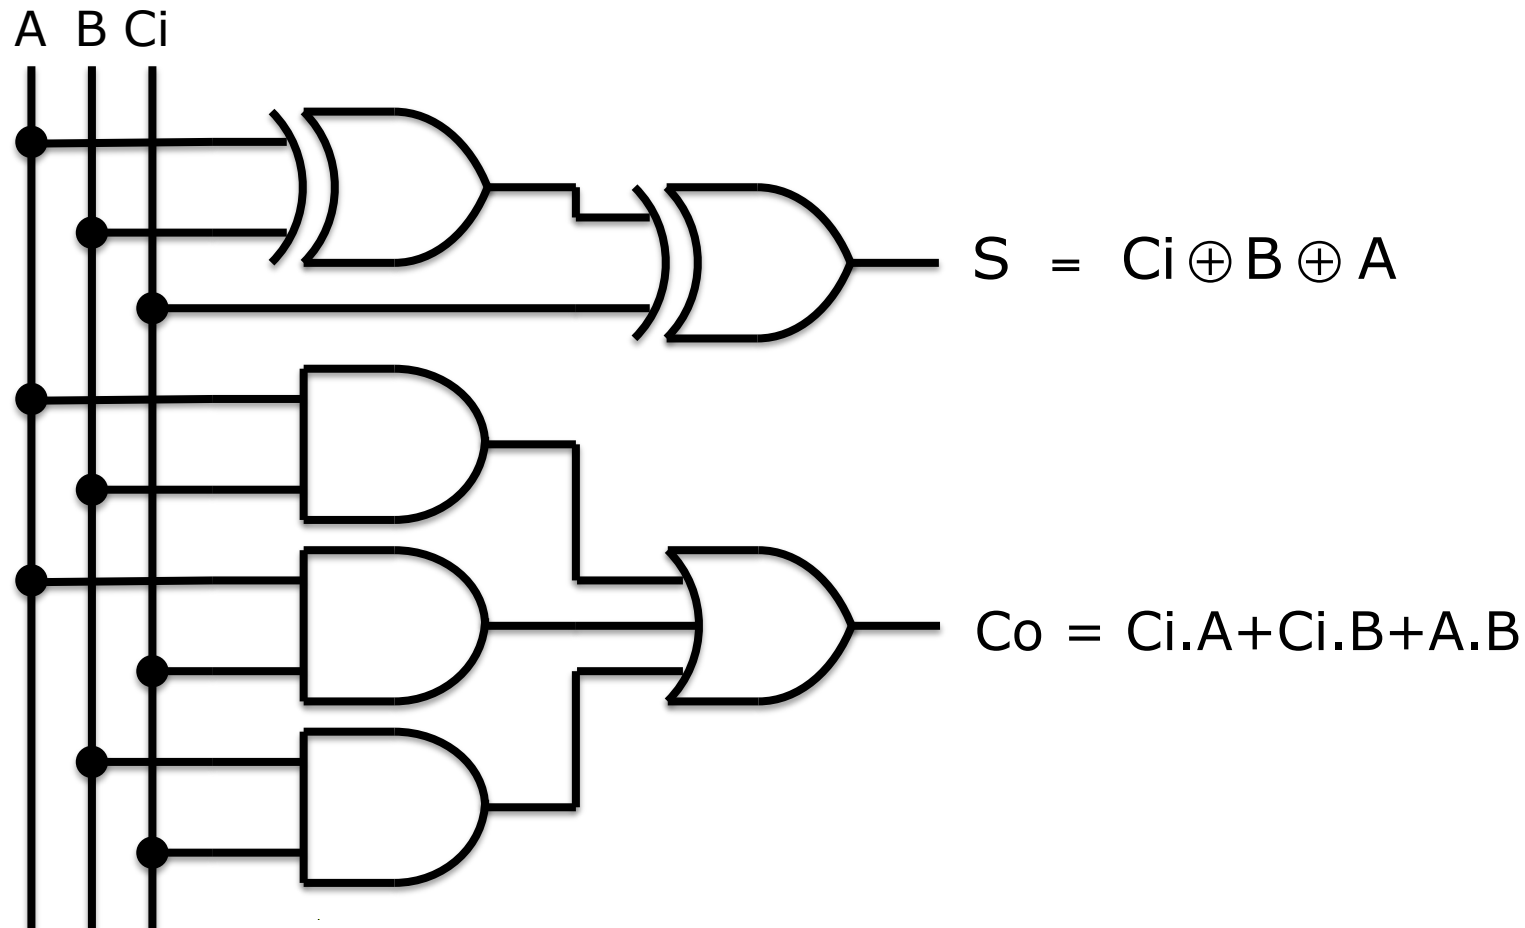 A B Ci
S = Ci⊕B⊕A
Co = Ci.A+Ci.B+A.B